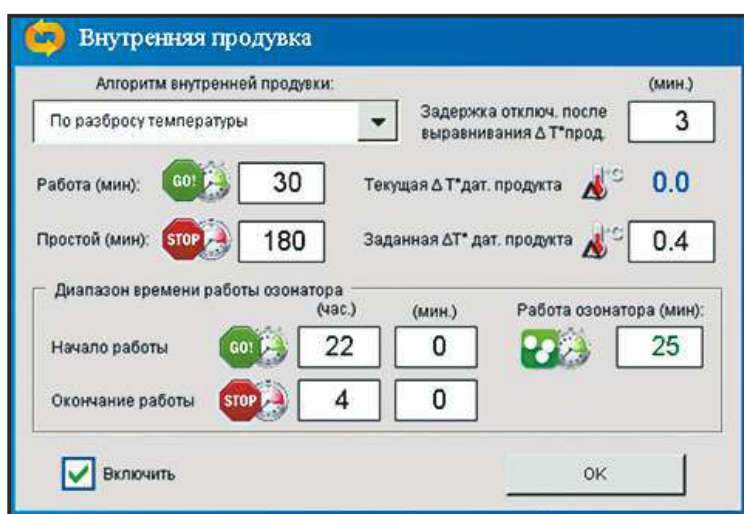 Внутренняя продувка
Алгоритм внутренней продувки:
(мин.)
По разбросу температуры
Задержка отключ. после
выравнивания Δ T°прод.
3
Работа (мин):
GO!
30
Текущая Δ T°дат. продукта
°C
0.0
Простой (мин):
STOP
180
Заданная ΔT° дат. продукта
°C
0.4
Диапазон времени работы озонатора
(час.)
(мин.)
Работа озонатора (мин):
Начало работы
GO!
22
0
25
Окончание работы
STOP
4
0
Включить
OK